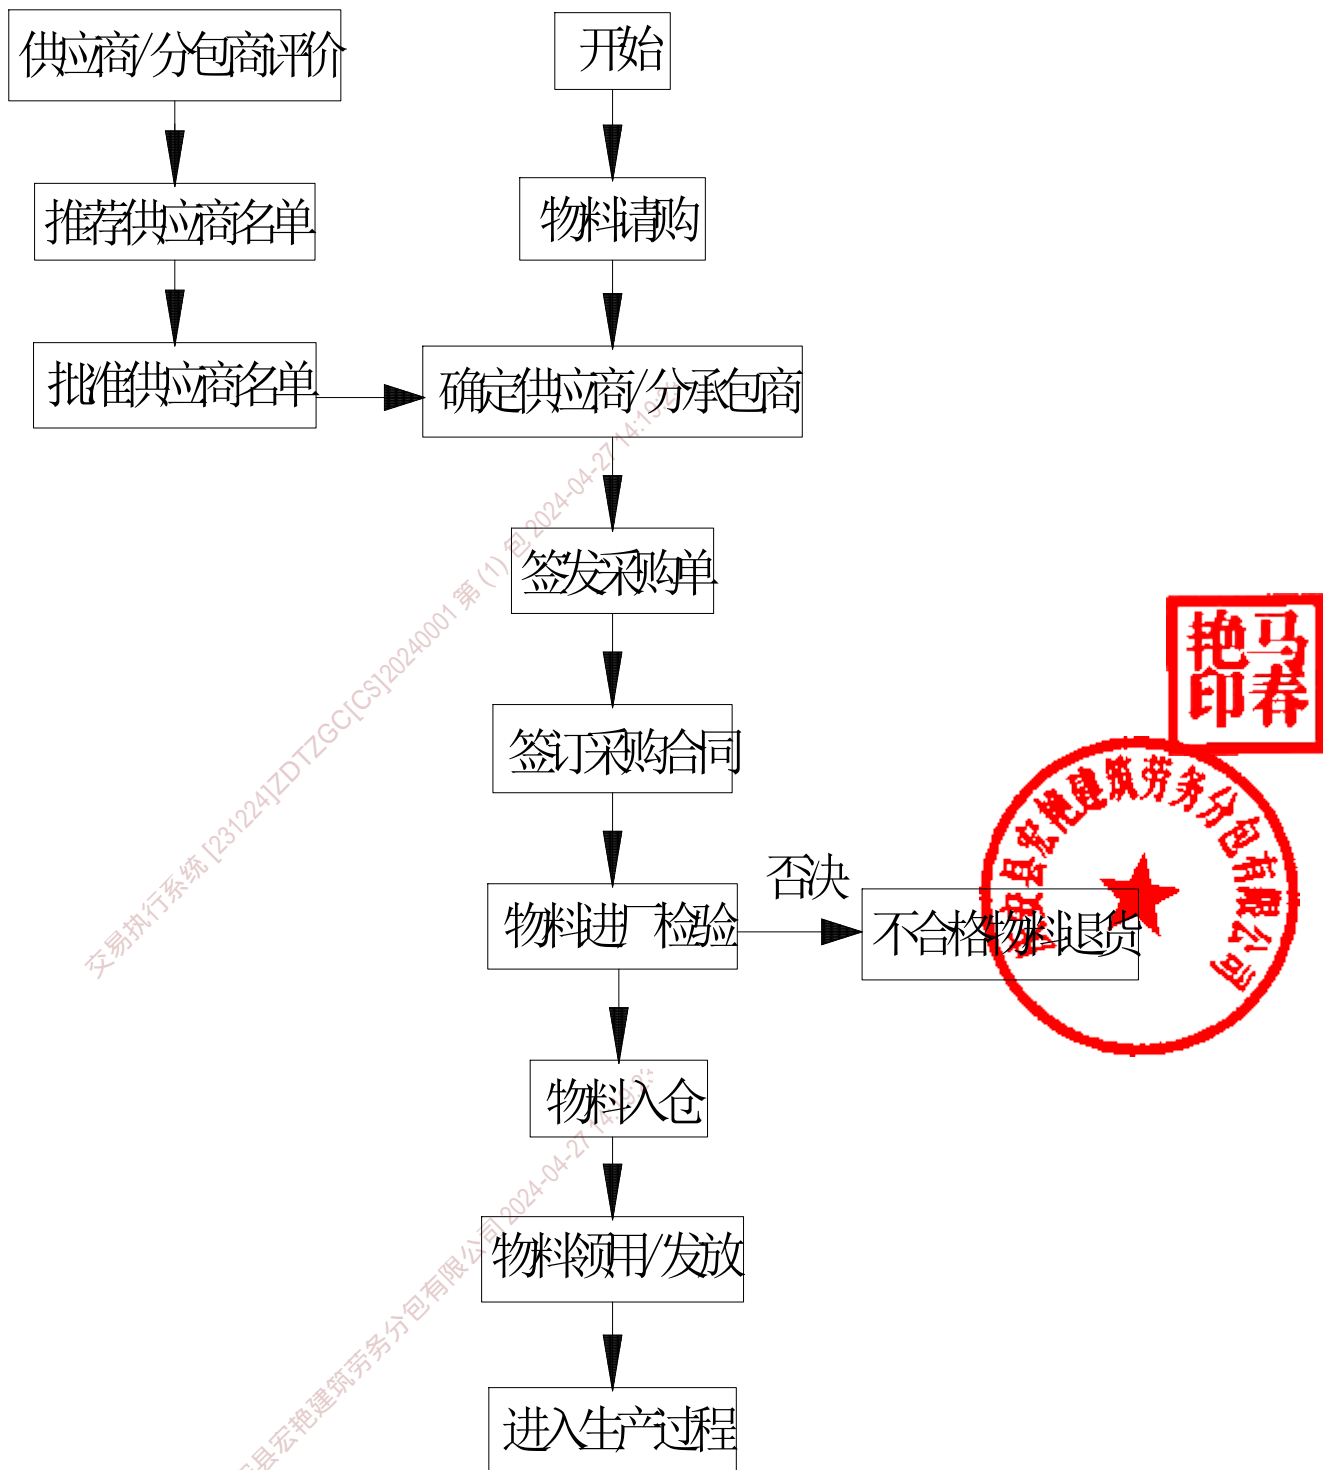 供应商/分包商评价
开始
推荐供应商名单
物料请购
批准供应商名单
确定供应商/分承包商
签发采购单
签订采购合同
物料进厂检验
否决
不合格物料退货
物料入仓
物料领用/发放
进入生产过程
马春
艳印
县宏艳建筑劳务分包有限公司
交易执行系统 [231224]ZDTZGC[CS]20240001 第 (1) 包 2024-04-27 14:19
县宏艳建筑劳务分包有限公司 2024-04-27